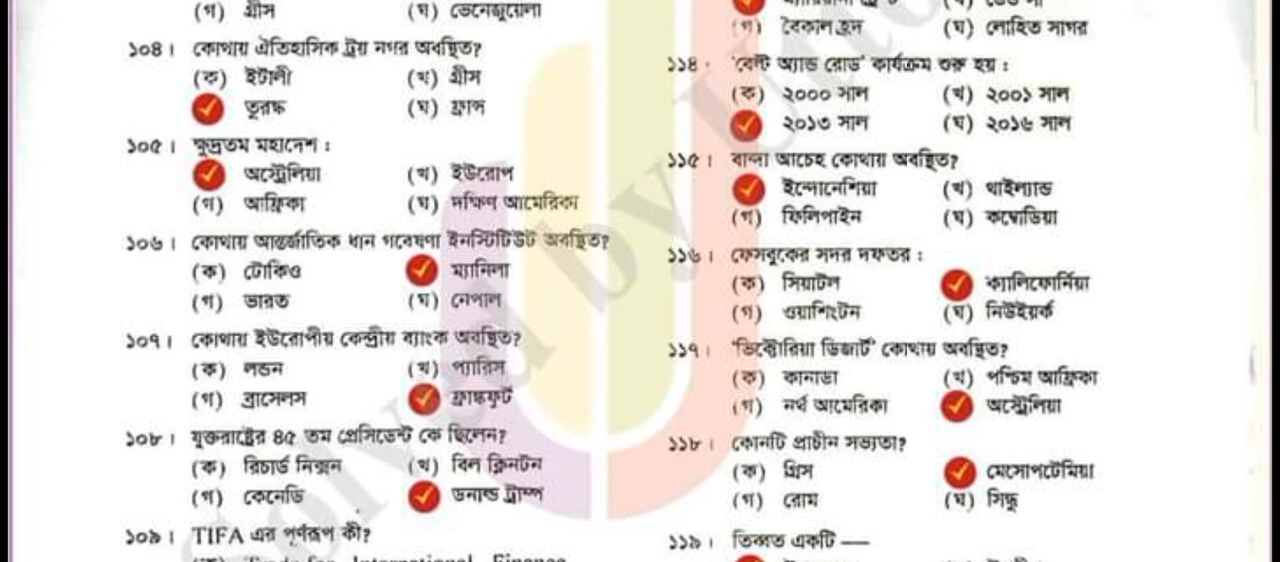 (গ) গ্রীস (ঘ) ভেনেজুয়েলা
১০৪। কোথায় ঐতিহাসিক ট্রয় নগর অবস্থিত?
(ক) ইটালী (খ) গ্রীস
তুরস্ক (ঘ) ফ্রান্স
১০৫। ক্ষুদ্রতম মহাদেশ :
অস্ট্রেলিয়া (খ) ইউরোপ
(গ) আফ্রিকা (ঘ) দক্ষিণ আমেরিকা
১০৬। কোথায় আন্তর্জাতিক ধান গবেষণা ইনস্টিটিউট অবস্থিত?
(ক) টোকিও ম্যানিলা
(গ) ভারত (ঘ) নেপাল
১০৭। কোথায় ইউরোপীয় কেন্দ্রীয় ব্যাংক অবস্থিত?
(ক) লন্ডন (খ) প্যারিস
(গ) ব্রাসেলস ফ্রাঙ্কফুর্ট
১০৮। যুক্তরাষ্ট্রের ৪৫ তম প্রেসিডেন্ট কে ছিলেন?
(ক) রিচার্ড নিক্সন (খ) বিল ক্লিনটন
(গ) কেনেডি ডনাল্ড ট্রাম্প
১০৯। TIFA এর পূর্ণরূপ কী?
International Finance
(গ) বৈকাল হ্রদ (ঘ) লোহিত সাগর
১১৪। 'বেল্ট অ্যান্ড রোড' কার্যক্রম শুরু হয় :
(ক) ২০০০ সাল (খ) ২০০১ সাল
২০১৩ সাল (ঘ) ২০১৬ সাল
১১৫। বান্দা আচেহ কোথায় অবস্থিত?
ইন্দোনেশিয়া (খ) থাইল্যান্ড
(গ) ফিলিপাইন (ঘ) কম্বোডিয়া
১১৬। ফেসবুকের সদর দফতর :
(ক) সিয়াটল ক্যালিফোর্নিয়া
(গ) ওয়াশিংটন (ঘ) নিউইয়র্ক
১১৭। 'ভিক্টোরিয়া ডিজার্ট' কোথায় অবস্থিত?
(ক) কানাডা (খ) পশ্চিম আফ্রিকা
(গ) নর্থ আমেরিকা অস্ট্রেলিয়া
১১৮। কোনটি প্রাচীন সভ্যতা?
(ক) গ্রিস মেসোপটেমিয়া
(গ) রোম (ঘ) সিন্ধু
১১৯। তিব্বত একটি —
Solved by